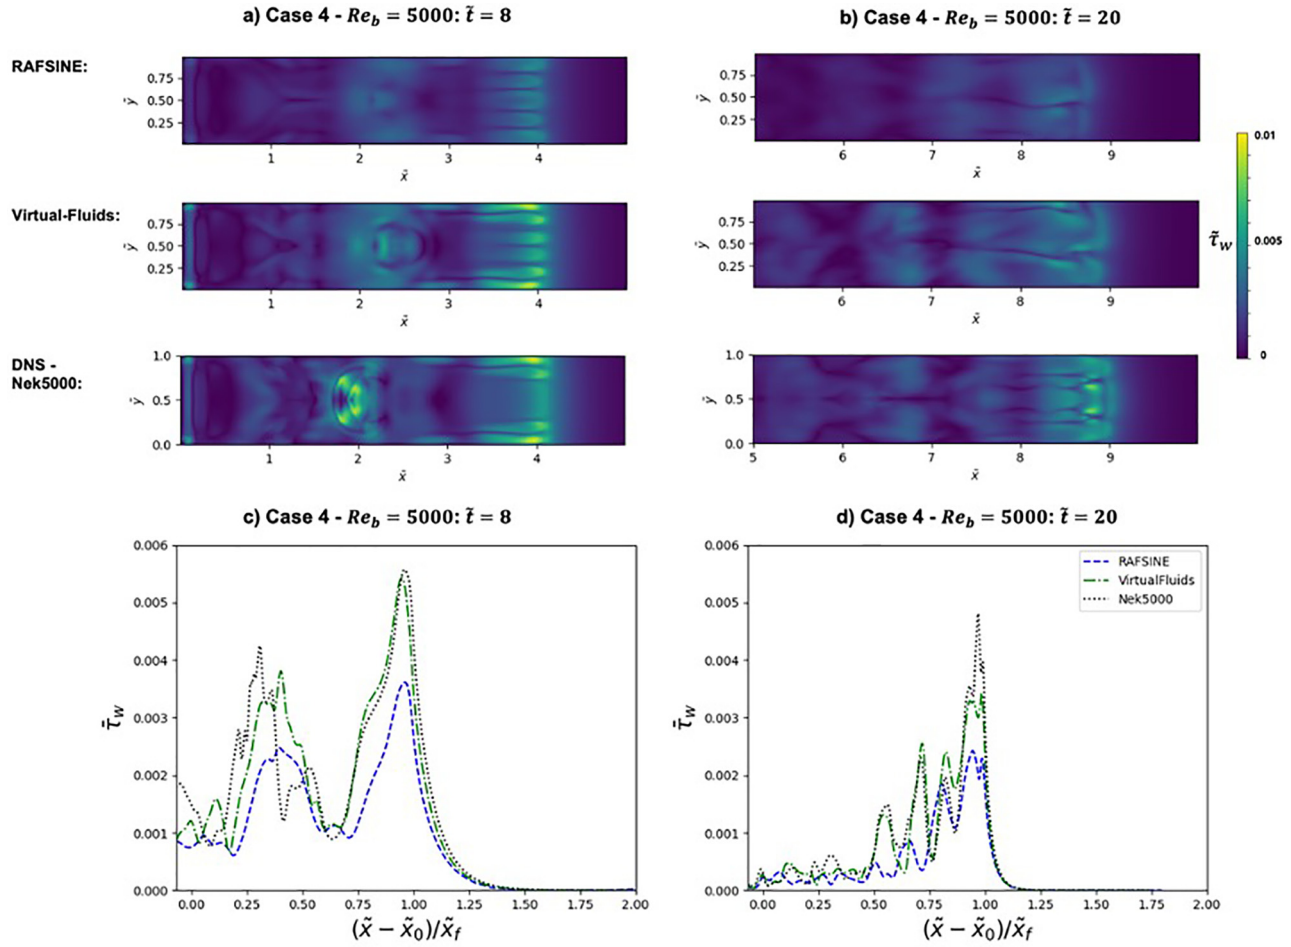 a) Case 4 - Re_b = 5000: t̃ = 8
b) Case 4 - Re_b = 5000: t̃ = 20
RAFSINE:
0.75
0.50
0.25
ỹ
1 2 3 4
x̃
0.75
0.50
0.25
ỹ
6 7 8 9
x̃
Virtual-Fluids:
0.75
0.50
0.25
ỹ
1 2 3 4
x̃
0.75
0.50
0.25
ỹ
6 7 8 9
x̃
0.01
0.005
0
τ̃_w
DNS -
Nek5000:
1.0
0.5
0.0
ỹ
1 2 3 4
x̃
1.0
0.5
0.0
ỹ
5 6 7 8 9
x̃
c) Case 4 - Re_b = 5000: t̃ = 8
d) Case 4 - Re_b = 5000: t̃ = 20
0.006
0.005
0.004
0.003
0.002
0.001
0.000
τ̄_w
0.00 0.25 0.50 0.75 1.00 1.25 1.50 1.75 2.00
(x̃ − x̃₀)/x̃_f
0.006
0.005
0.004
0.003
0.002
0.001
0.000
τ̄_w
RAFSINE
VirtualFluids
Nek5000
0.00 0.25 0.50 0.75 1.00 1.25 1.50 1.75 2.00
(x̃ − x̃₀)/x̃_f